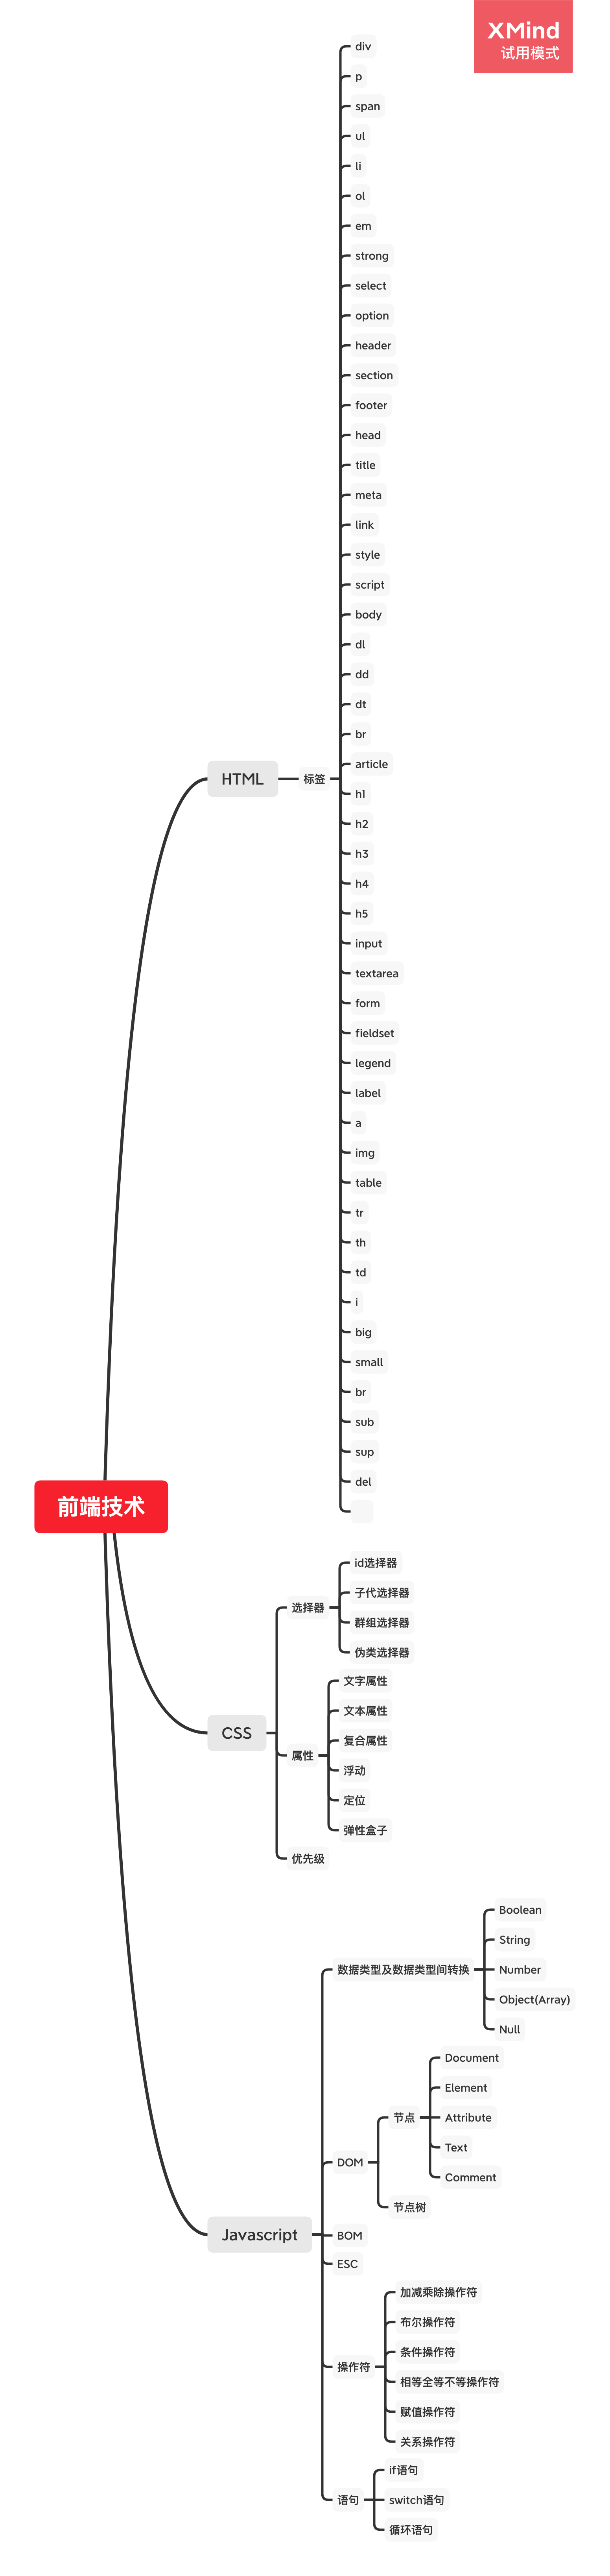 XMind
试用模式
前端技术
HTML
标签
div
p
span
ul
li
ol
em
strong
select
option
header
section
footer
head
title
meta
link
style
script
body
dl
dd
dt
br
article
h1
h2
h3
h4
h5
input
textarea
form
fieldset
legend
label
a
img
table
tr
th
td
i
big
small
br
sub
sup
del
CSS
选择器
id选择器
子代选择器
群组选择器
伪类选择器
属性
文字属性
文本属性
复合属性
浮动
定位
弹性盒子
优先级
Javascript
数据类型及数据类型间转换
Boolean
String
Number
Object(Array)
Null
DOM
节点
Document
Element
Attribute
Text
Comment
节点树
BOM
ESC
操作符
加减乘除操作符
布尔操作符
条件操作符
相等全等不等操作符
赋值操作符
关系操作符
语句
if语句
switch语句
循环语句